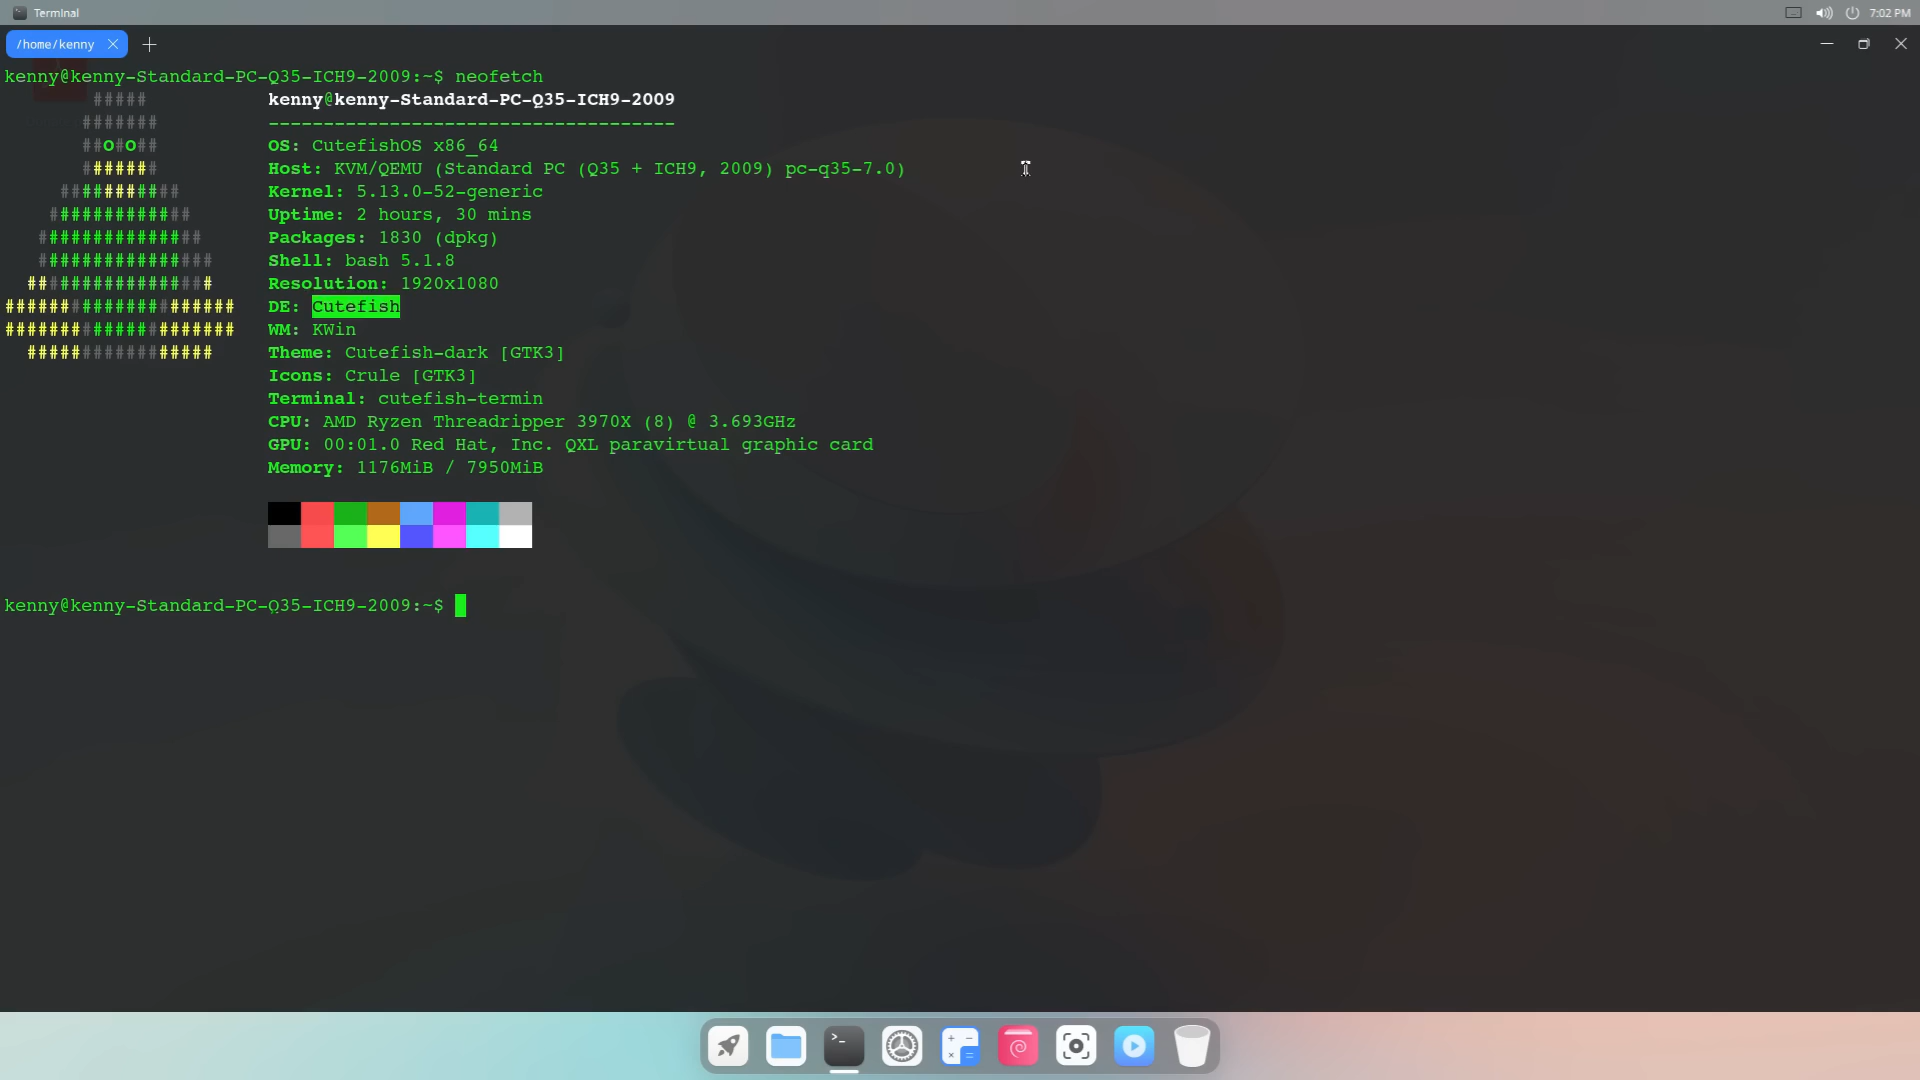 Terminal
7:02 PM
/home/kenny
kenny@kenny-Standard-PC-Q35-ICH9-2009:~$ neofetch
#####                     kenny@kenny-Standard-PC-Q35-ICH9-2009
#######                    -------------------------------------
##O#O##                    OS: CutefishOS x86_64
#######                    Host: KVM/QEMU (Standard PC (Q35 + ICH9, 2009) pc-q35-7.0)
###########                  Kernel: 5.13.0-52-generic
#############                 Uptime: 2 hours, 30 mins
###############                Packages: 1830 (dpkg)
################               Shell: bash 5.1.8
#################               Resolution: 1920x1080
#####################             DE: Cutefish
#####################             WM: KWin
#################               Theme: Cutefish-dark [GTK3]
Icons: Crule [GTK3]
Terminal: cutefish-termin
CPU: AMD Ryzen Threadripper 3970X (8) @ 3.693GHz
GPU: 00:01.0 Red Hat, Inc. QXL paravirtual graphic card
Memory: 1176MiB / 7950MiB
kenny@kenny-Standard-PC-Q35-ICH9-2009:~$